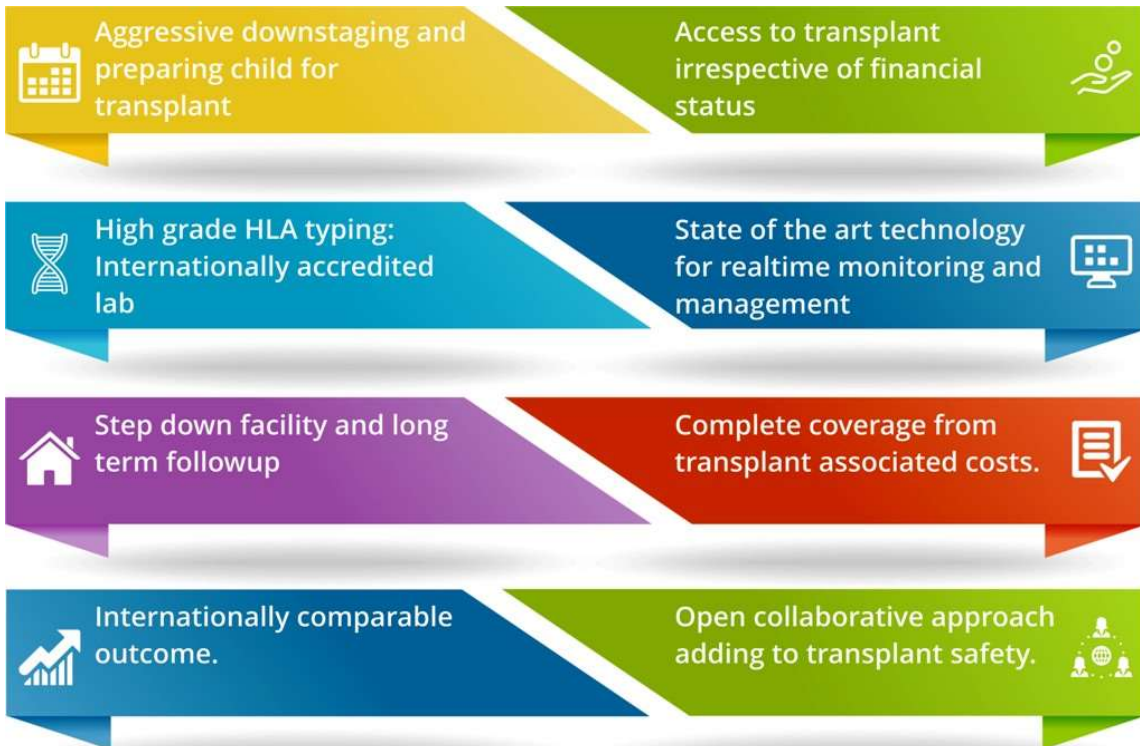 Aggressive downstaging and
preparing child for
transplant
Access to transplant
irrespective of financial
status
High grade HLA typing:
Internationally accredited
lab
State of the art technology
for realtime monitoring and
management
Step down facility and long
term followup
Complete coverage from
transplant associated costs.
Internationally comparable
outcome.
Open collaborative approach
adding to transplant safety.